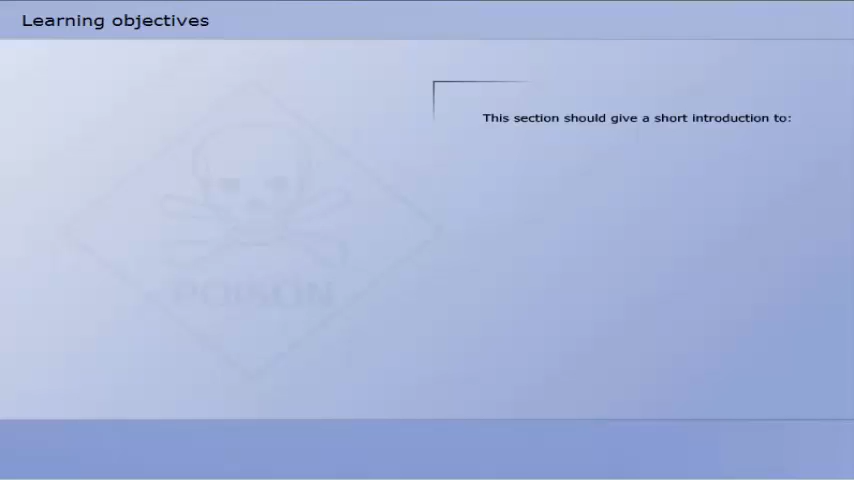 Learning objectives
This section should give a short introduction to:
POISON